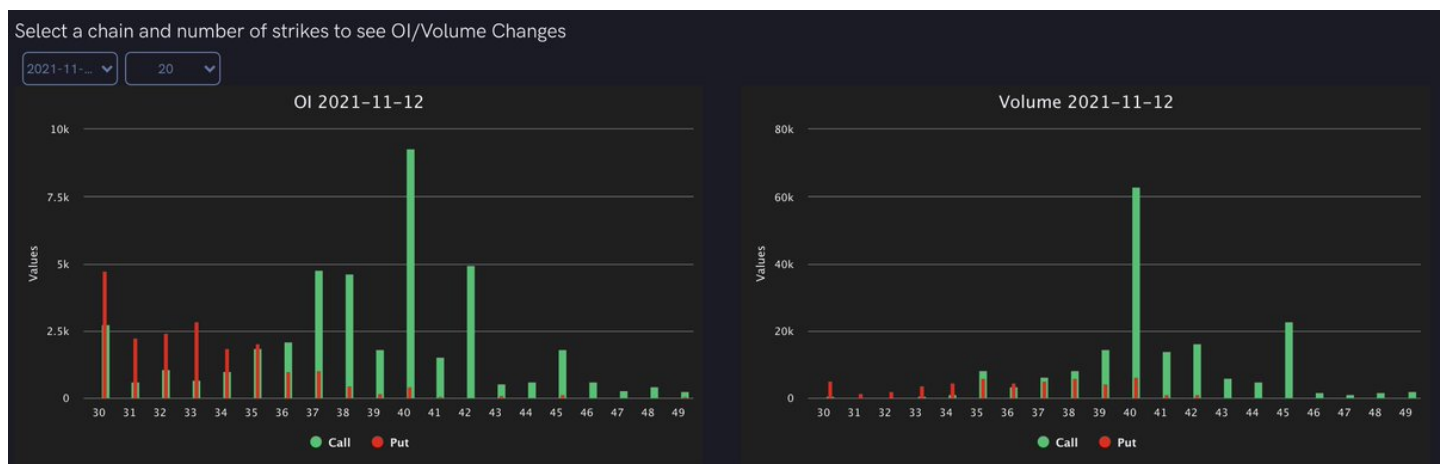 Select a chain and number of strikes to see OI/Volume Changes
2021-11-... 20
OI 2021-11-12
10k
7.5k
5k
2.5k
0
Values
30 31 32 33 34 35 36 37 38 39 40 41 42 43 44 45 46 47 48 49
Call Put
Volume 2021-11-12
80k
60k
40k
20k
0
Values
30 31 32 33 34 35 36 37 38 39 40 41 42 43 44 45 46 47 48 49
Call Put